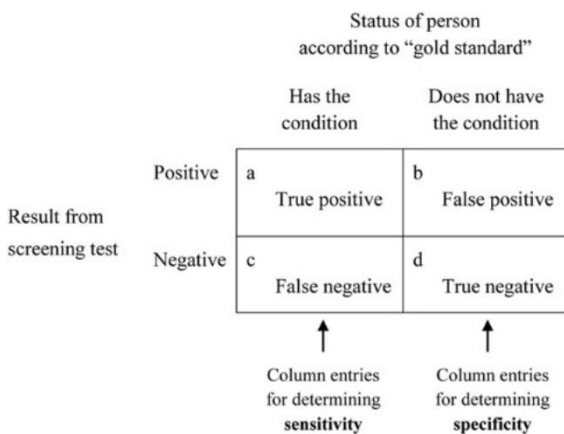 Status of person
according to “gold standard”
Has the
condition
Does not have
the condition
Result from
screening test
Positive
a
True positive
b
False positive
Negative
c
False negative
d
True negative
Column entries
for determining
sensitivity
Column entries
for determining
specificity